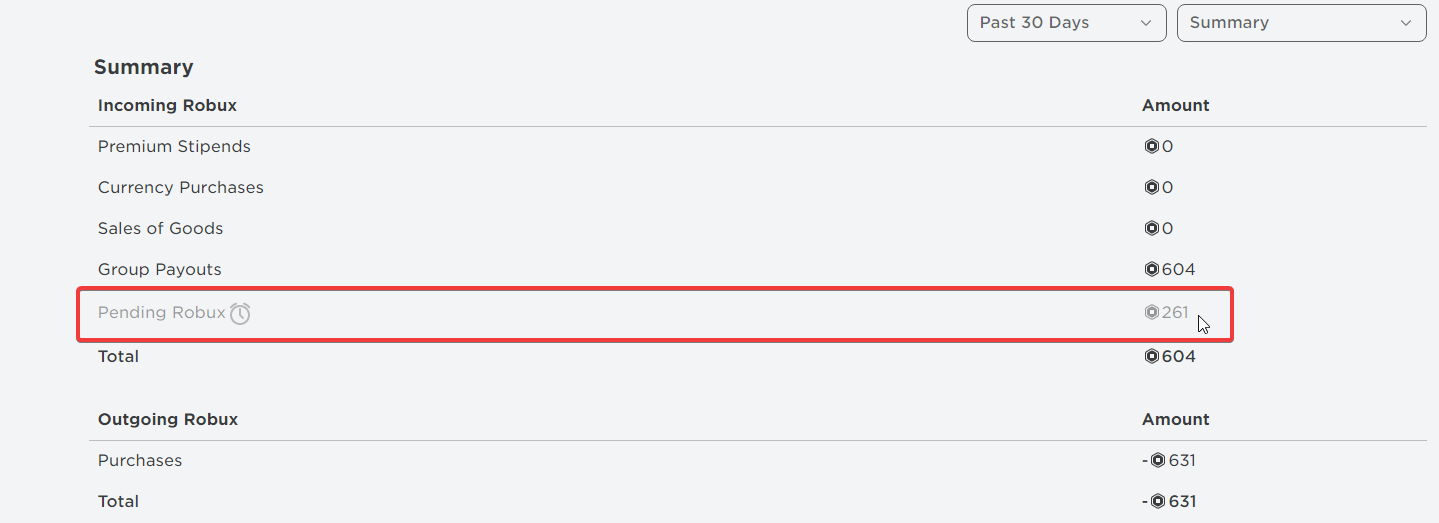 Past 30 Days Summary
Summary
Incoming Robux Amount
Premium Stipends 0
Currency Purchases 0
Sales of Goods 0
Group Payouts 604
Pending Robux 261
Total 604
Outgoing Robux Amount
Purchases -631
Total -631